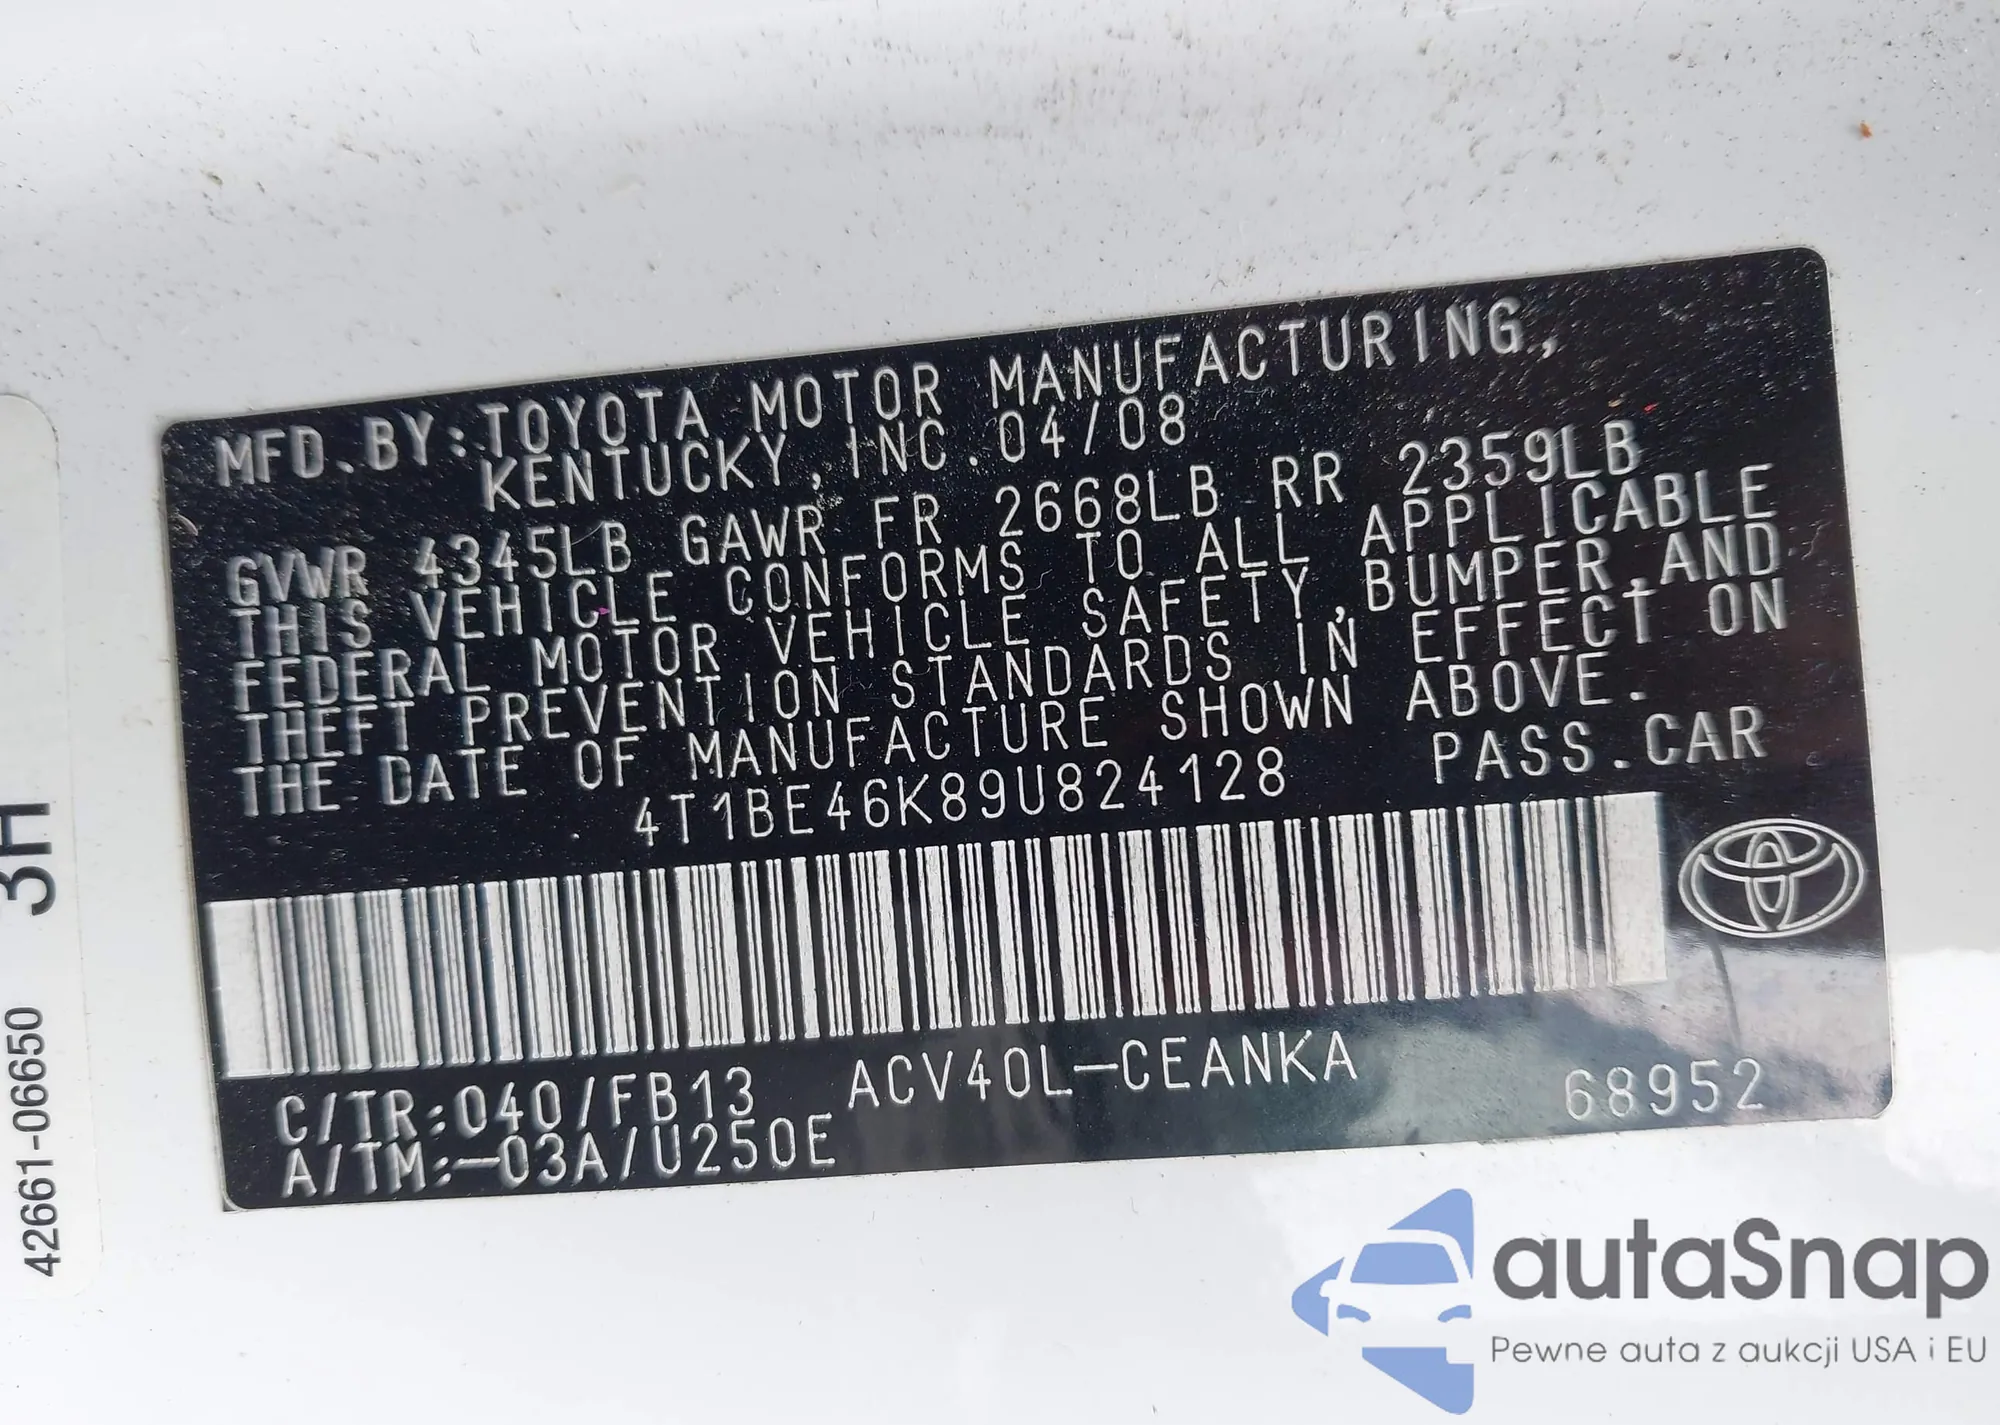 MFD.BY:TOYOTA MOTOR MANUFACTURING,
KENTUCKY, INC. 04/08
GVWR 4345LB GAWR FR 2668LB RR 2359LB
THIS VEHICLE CONFORMS TO ALL APPLICABLE
FEDERAL MOTOR VEHICLE SAFETY,BUMPER,AND
THEFT PREVENTION STANDARDS IN EFFECT ON
THE DATE OF MANUFACTURE SHOWN ABOVE.
4T1BE46K89U824128 PASS.CAR
C/TR:040/FB13 ACV40L-CEANKA
A/TM:-03A/U250E 68952
3H
42661-06650
autaSnap
Pewne auta z aukcji USA i EU